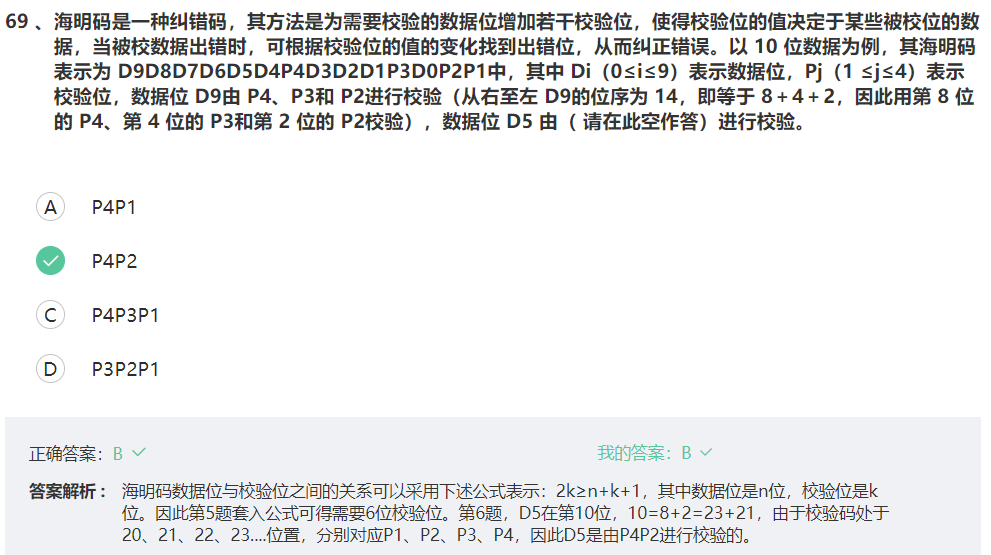 69 、海明码是一种纠错码，其方法是为需要校验的数据位增加若干校验位，使得校验位的值决定于某些被校位的数
据，当被校数据出错时，可根据校验位的值的变化找到出错位，从而纠正错误。以 10 位数据为例，其海明码
表示为 D9D8D7D6D5D4P4D3D2D1P3D0P2P1中，其中 Di（0≤i≤9）表示数据位，Pj（1 ≤j≤4）表示
校验位，数据位 D9由 P4、P3和 P2进行校验（从右至左 D9的位序为 14，即等于 8＋4＋2，因此用第 8 位
的 P4、第 4 位的 P3和第 2 位的 P2校验），数据位 D5 由（ 请在此空作答）进行校验。
A P4P1
P4P2
C P4P3P1
D P3P2P1
正确答案：B 我的答案：B
答案解析： 海明码数据位与校验位之间的关系可以采用下述公式表示：2k≥n+k+1，其中数据位是n位，校验位是k
位。因此第5题套入公式可得需要6位校验位。第6题，D5在第10位，10=8+2=23+21，由于校验码处于
20、21、22、23....位置，分别对应P1、P2、P3、P4，因此D5是由P4P2进行校验的。